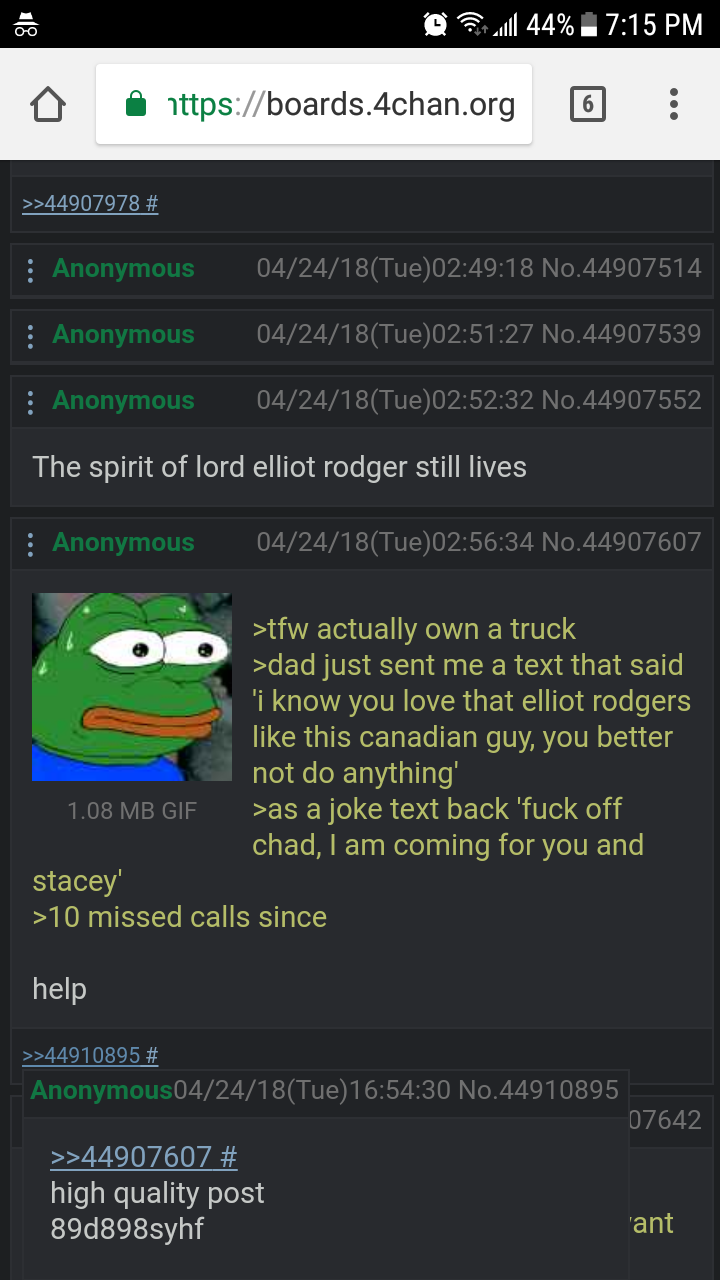 44% 7:15 PM
https://boards.4chan.org 6
>>44907978 #
Anonymous 04/24/18(Tue)02:49:18 No.44907514
Anonymous 04/24/18(Tue)02:51:27 No.44907539
Anonymous 04/24/18(Tue)02:52:32 No.44907552
The spirit of lord elliot rodger still lives
Anonymous 04/24/18(Tue)02:56:34 No.44907607
>tfw actually own a truck
>dad just sent me a text that said
'i know you love that elliot rodgers
like this canadian guy, you better
not do anything'
1.08 MB GIF
>as a joke text back 'fuck off
chad, I am coming for you and
stacey'
>10 missed calls since
help
>>44910895 #
Anonymous04/24/18(Tue)16:54:30 No.44910895
07642
>>44907607 #
high quality post
89d898syhf